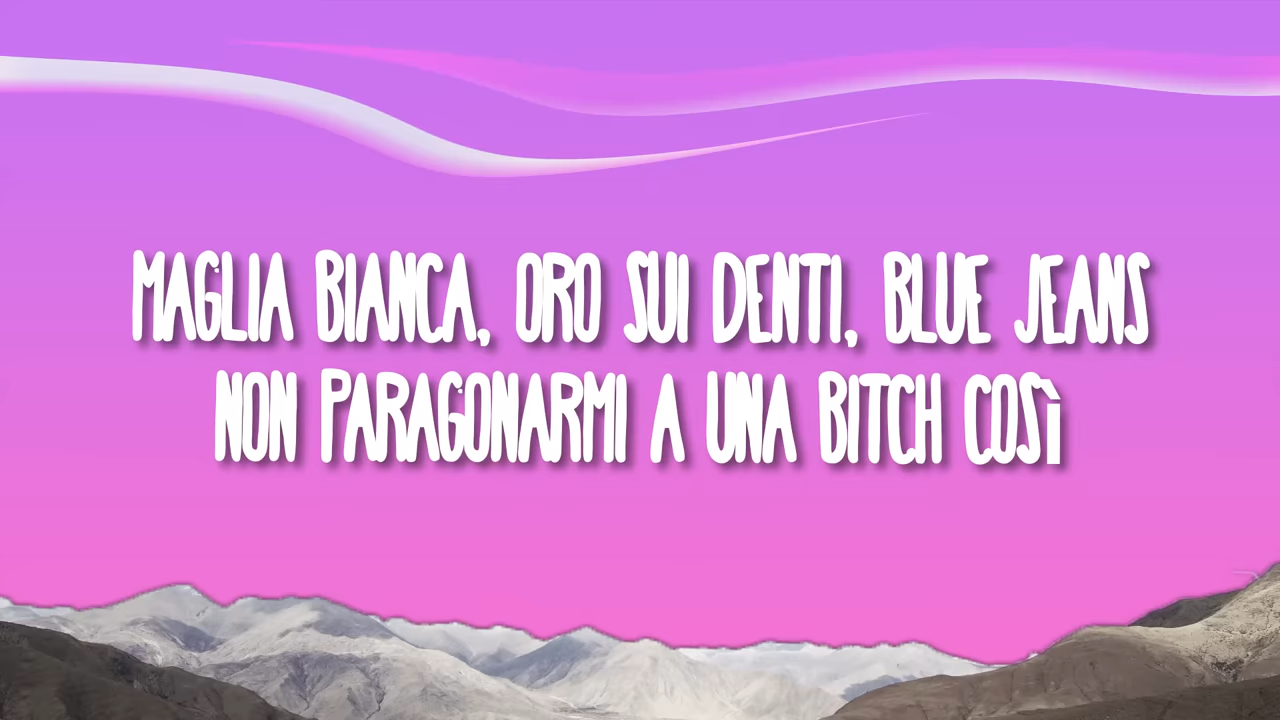 MAGLIA BIANCA, ORO SUI DENTI, BLUE JEANS
NON PARAGONARMI A UNA BITCH COSÌ